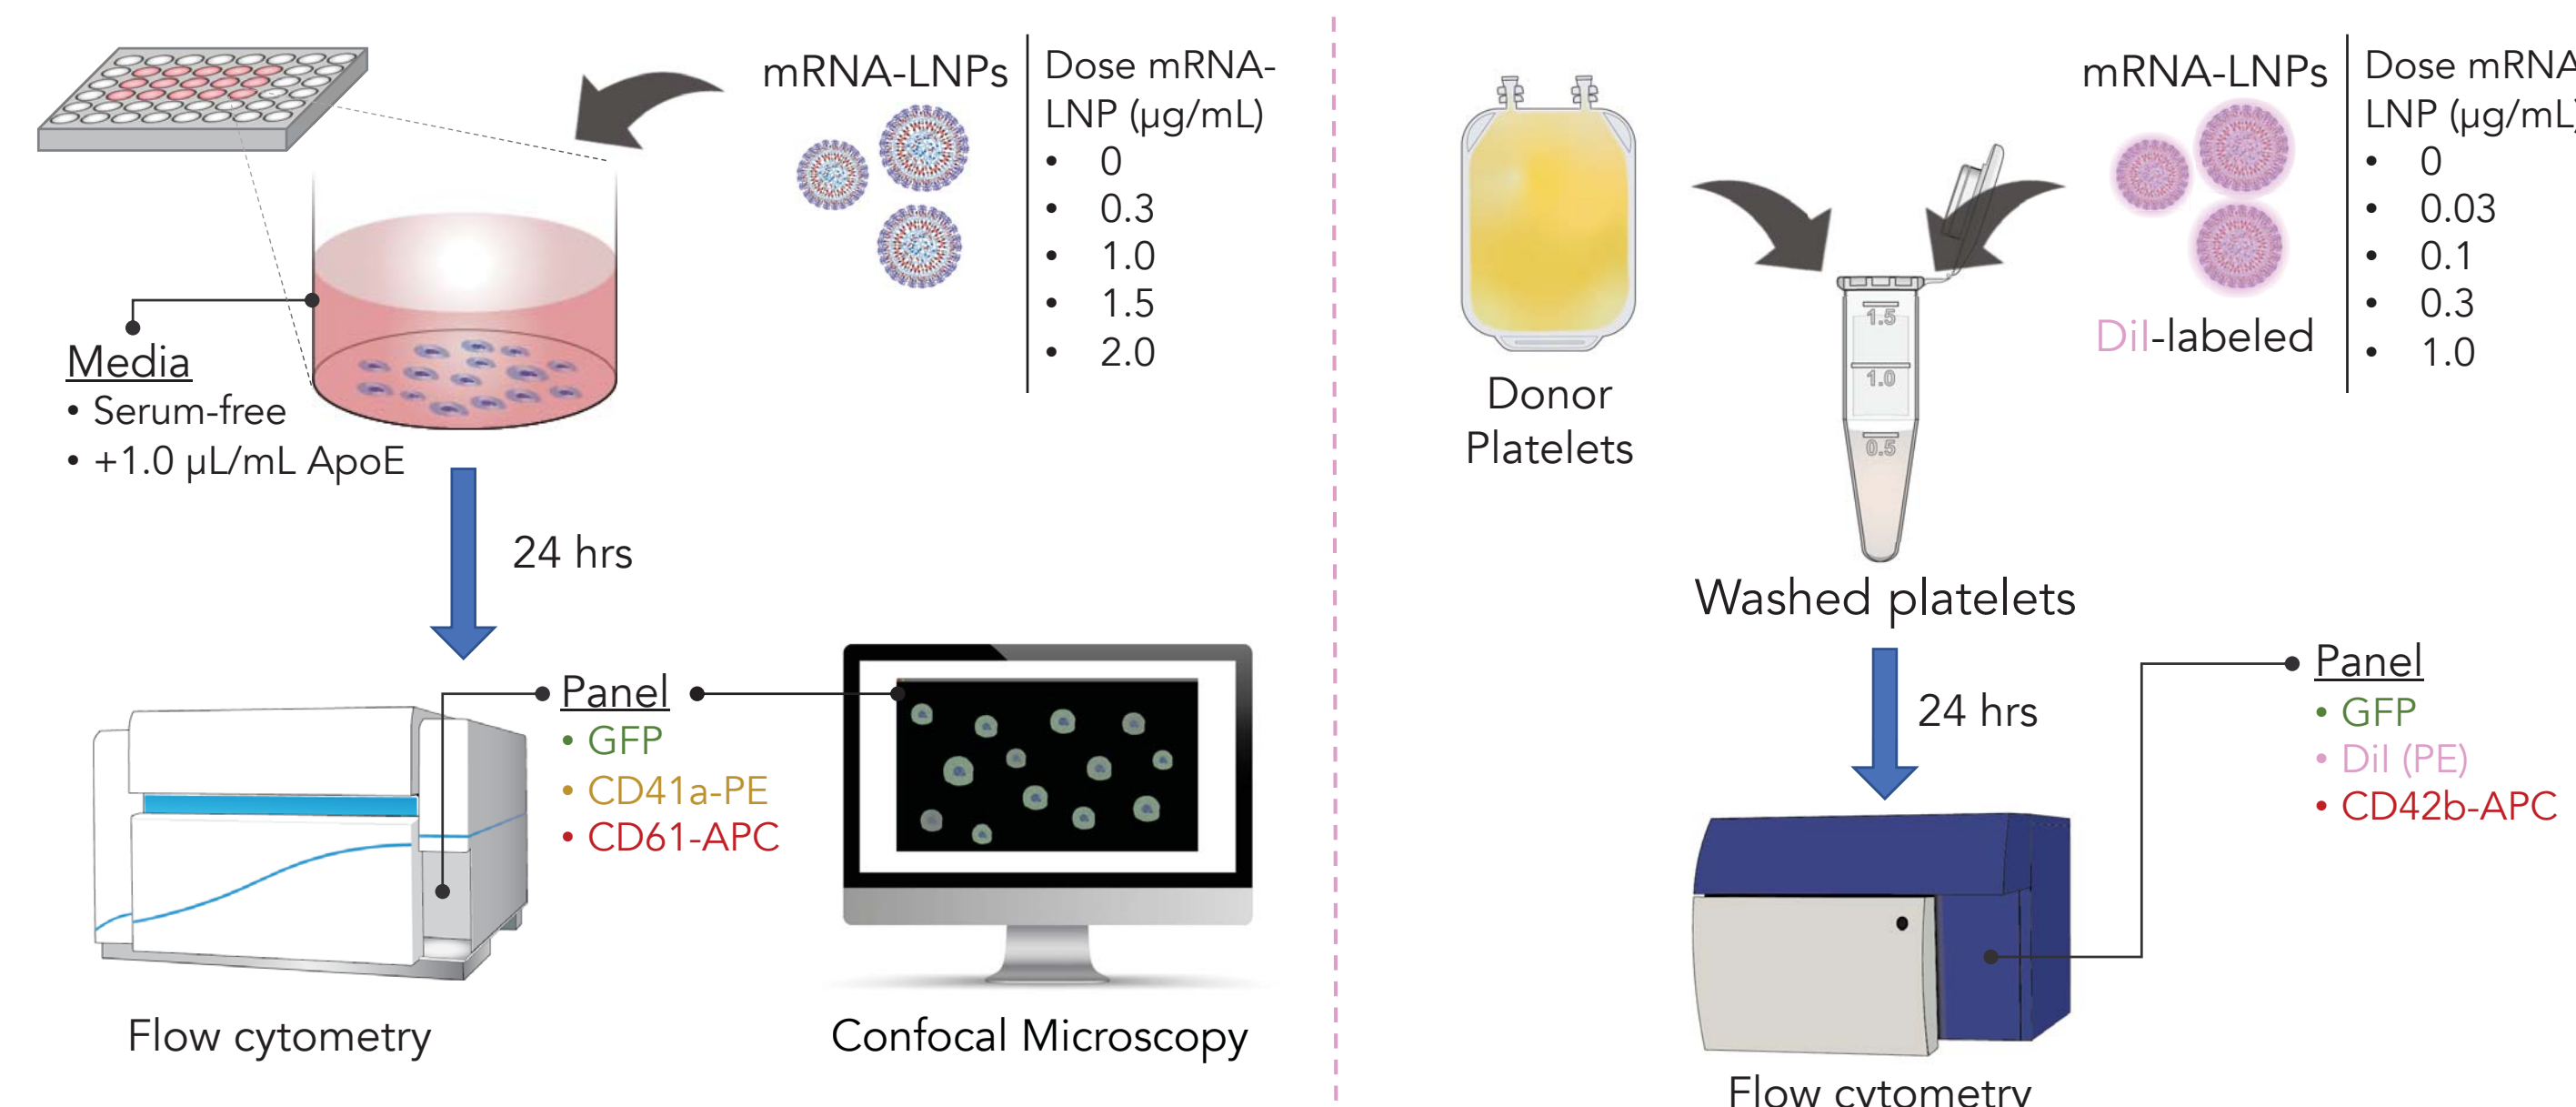 mRNA-LNPs
Dose mRNA-
LNP (µg/mL)
• 0
• 0.3
• 1.0
• 1.5
• 2.0
Media
• Serum-free
• +1.0 µL/mL ApoE
24 hrs
Panel
• GFP
• CD41a-PE
• CD61-APC
Flow cytometry
Confocal Microscopy
Donor
Platelets
mRNA-LNPs
DiI-labeled
Dose mRNA
LNP (µg/mL)
• 0
• 0.03
• 0.1
• 0.3
• 1.0
1.5
1.0
0.5
Washed platelets
24 hrs
Panel
• GFP
• DiI (PE)
• CD42b-APC
Flow cytometry